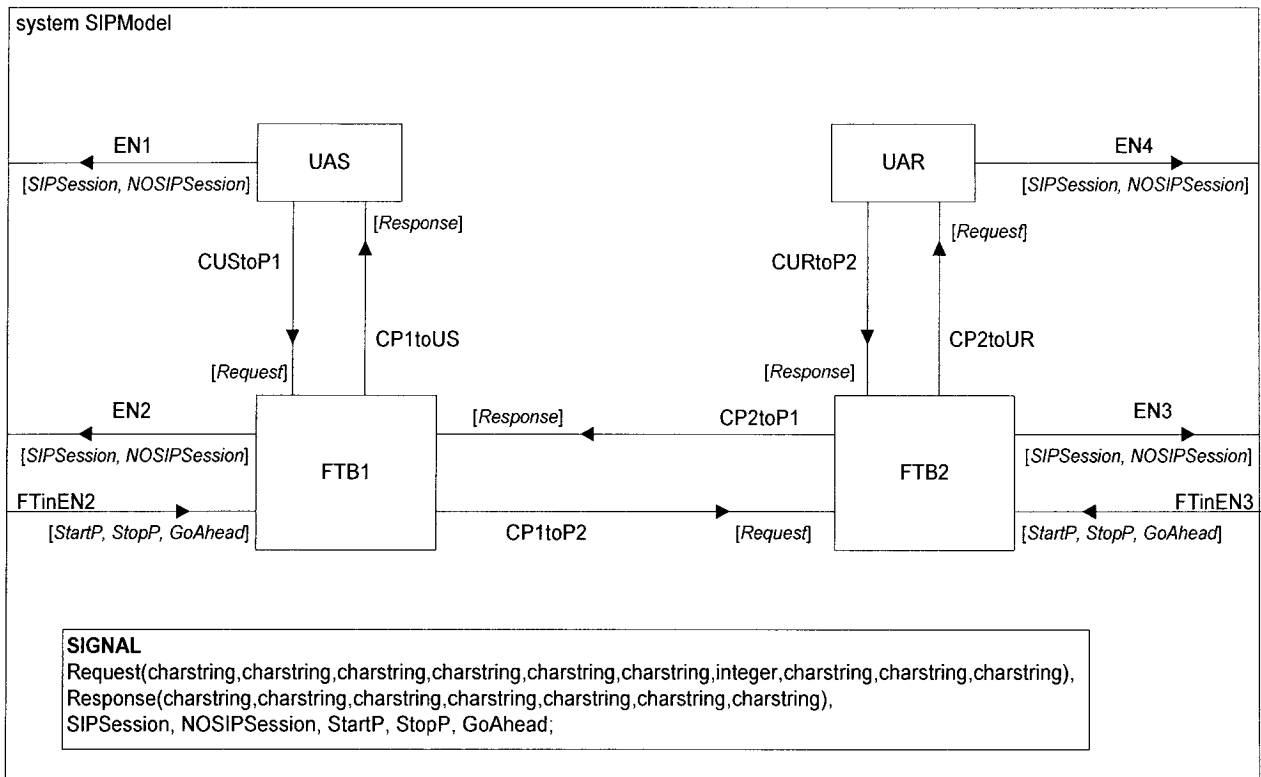 system SIPModel
EN1
UAS
UAR
EN4
[SIPSession, NOSIPSession]
[SIPSession, NOSIPSession]
[Response]
[Request]
CUStoP1
CURtoP2
CP1toUS
CP2toUR
[Request]
[Response]
EN2
[Response]
CP2toP1
EN3
[SIPSession, NOSIPSession]
[SIPSession, NOSIPSession]
FTB1
FTB2
FTinEN2
FTinEN3
[StartP, StopP, GoAhead]
CP1toP2
[Request]
[StartP, StopP, GoAhead]
SIGNAL
Request(charstring,charstring,charstring,charstring,charstring,charstring,integer,charstring,charstring,charstring),
Response(charstring,charstring,charstring,charstring,charstring,charstring,charstring),
SIPSession, NOSIPSession, StartP, StopP, GoAhead;